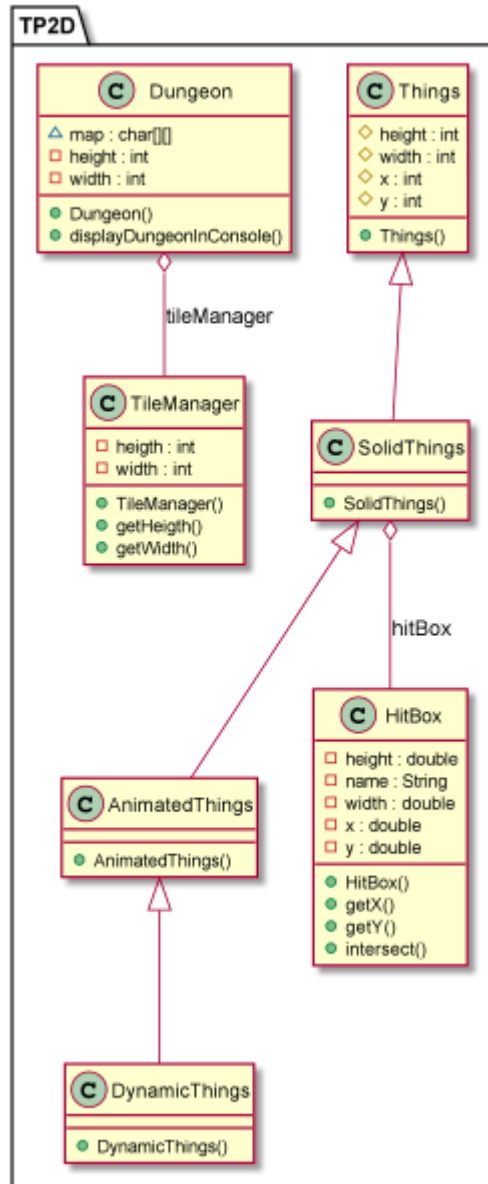 TP2D
C Dungeon
map : char[][]
height : int
width : int
Dungeon()
displayDungeonInConsole()
C Things
height : int
width : int
x : int
y : int
Things()
tileManager
C TileManager
heigth : int
width : int
TileManager()
getHeigth()
getWidth()
C SolidThings
SolidThings()
hitBox
C HitBox
height : double
name : String
width : double
x : double
y : double
HitBox()
getX()
getY()
intersect()
C AnimatedThings
AnimatedThings()
C DynamicThings
DynamicThings()